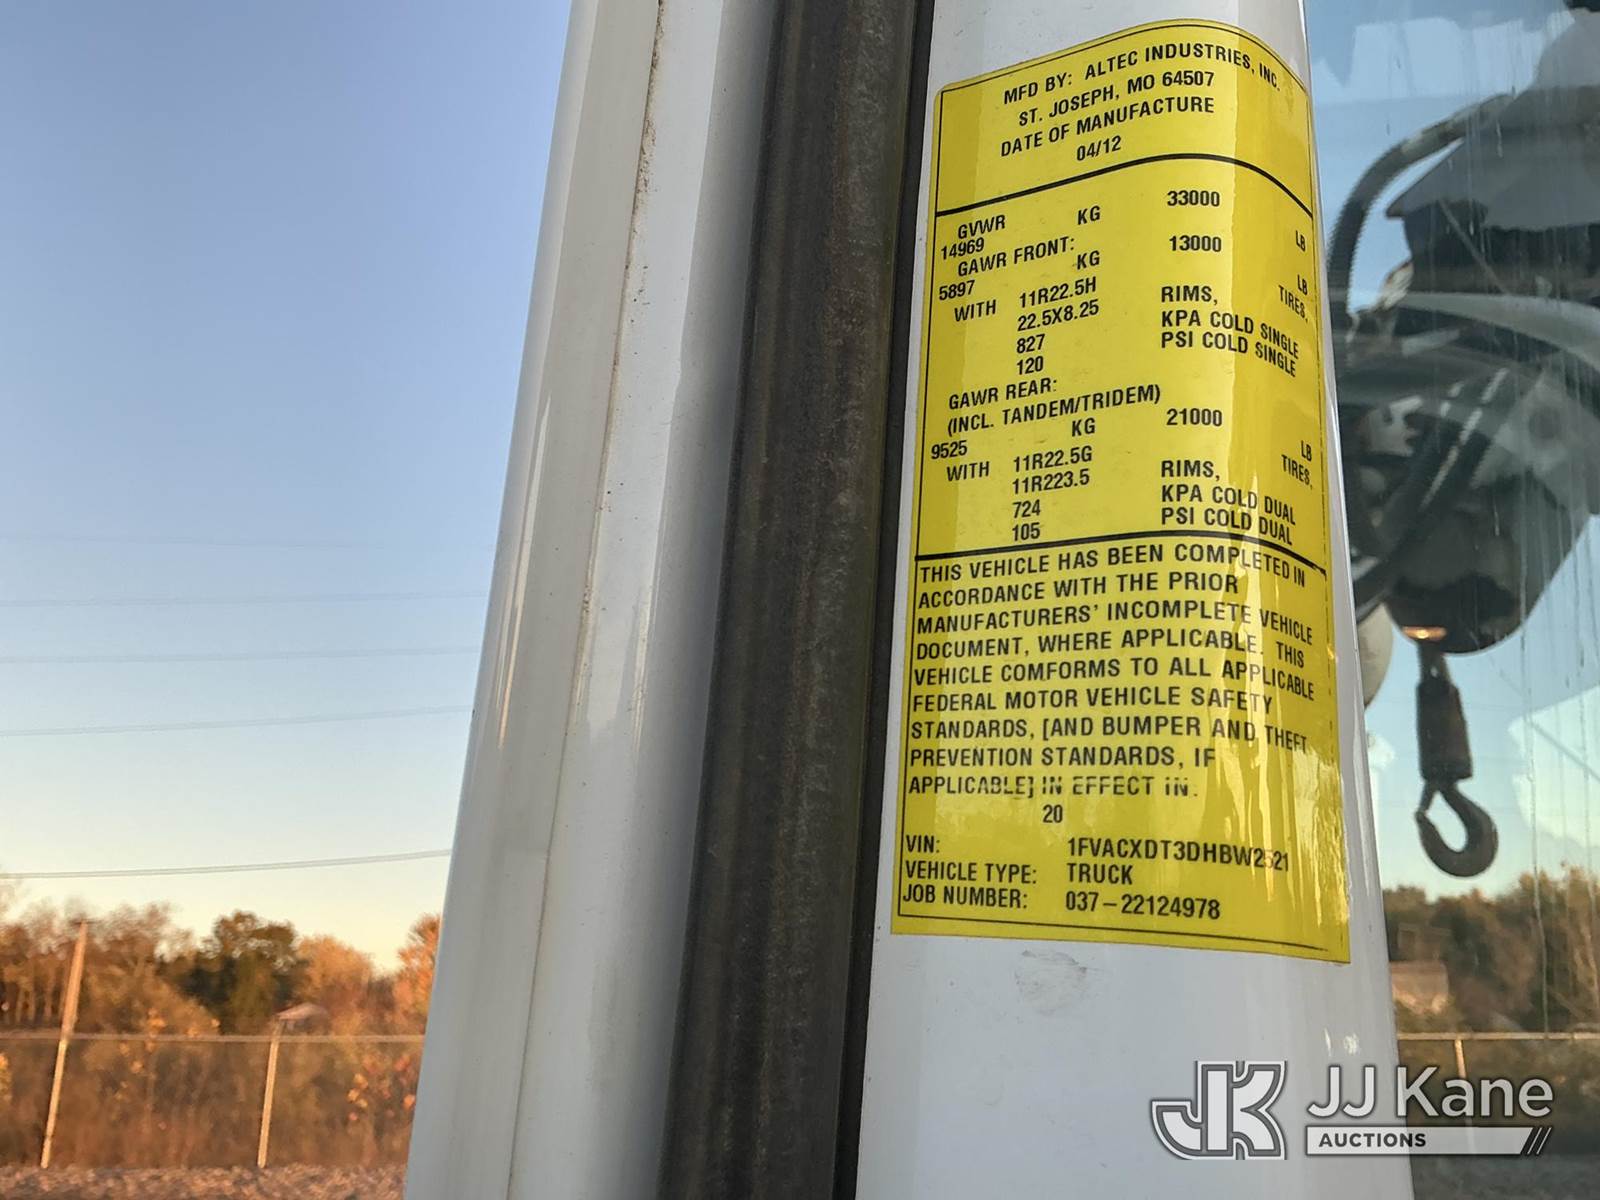 MFD BY: ALTEC INDUSTRIES, INC.
ST. JOSEPH, MO 64507
DATE OF MANUFACTURE
04/12
GVWR 33000 LB
14969 KG
GAWR FRONT: 13000 LB
5897 KG
WITH 11R22.5H TIRES,
22.5X8.25 RIMS,
827 KPA COLD SINGLE
120 PSI COLD SINGLE
GAWR REAR:
(INCL. TANDEM/TRIDEM) 21000 LB
9525 KG
WITH 11R22.5G TIRES,
11R223.5 RIMS,
724 KPA COLD DUAL
105 PSI COLD DUAL
THIS VEHICLE HAS BEEN COMPLETED IN
ACCORDANCE WITH THE PRIOR
MANUFACTURERS' INCOMPLETE VEHICLE
DOCUMENT, WHERE APPLICABLE. THIS
VEHICLE COMFORMS TO ALL APPLICABLE
FEDERAL MOTOR VEHICLE SAFETY
STANDARDS, [AND BUMPER AND THEFT
PREVENTION STANDARDS, IF
APPLICABLE] IN EFFECT IN.
20
VIN: 1FVACXDT3DHBW2521
VEHICLE TYPE: TRUCK
JOB NUMBER: 037-22124978
JK JJ Kane
AUCTIONS